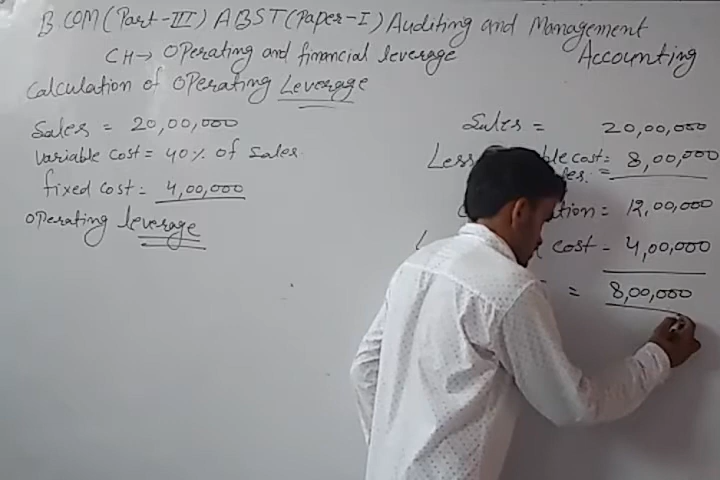 B COM (Part-III) ABST (Paper-I) Auditing and Management
CH→ Operating and financial leverage Accounting
Calculation of Operating Leverage
Sales = 20,00,000
variable cost = 40% of sales.
fixed cost = 4,00,000
Operating leverage
Sales = 20,00,000
Less cost = 8,00,000
=
= 12,00,000
cost = 4,00,000
= 8,00,000